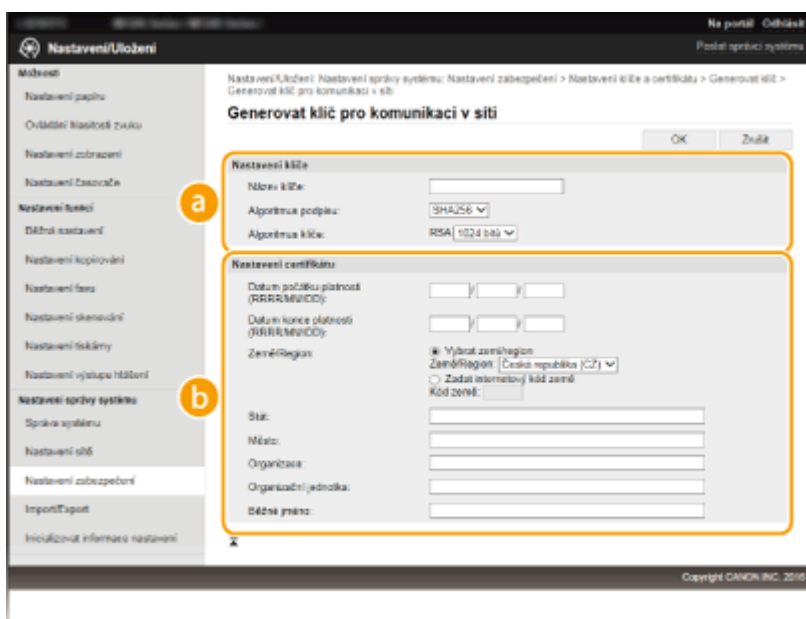 Na portál Odhlásit
Nastavení/Uložení
Poslat správci systému
Možnosti
Nastavení papíru
Ovládání hlasitosti zvuku
Nastavení zobrazení
Nastavení časovače
Nastavení funkcí
Běžná nastavení
Nastavení kopírování
Nastavení faxu
Nastavení skenování
Nastavení tiskárny
Nastavení výstupu hlášení
Nastavení správy systému
Správa systému
Nastavení sítě
Nastavení zabezpečení
Import/Export
Inicializovat informace nastavení
Nastavení/Uložení: Nastavení správy systému: Nastavení zabezpečení > Nastavení klíče a certifikátu > Generovat klíč >
Generovat klíč pro komunikaci v síti
Generovat klíč pro komunikaci v síti
OK Zrušit
a
Nastavení klíče
Název klíče:
Algoritmus podpisu: SHA256
Algoritmus klíče: RSA 1024 bitů
b
Nastavení certifikátu
Datum počátku platnosti
(RRRR/MM/DD): / /
Datum konce platnosti
(RRRR/MM/DD): / /
Země/Region: Vybrat zemi/region
Země/Region: Česká republika (CZ)
Zadat internetový kód země
Kód země:
Stát:
Město:
Organizace:
Organizační jednotka:
Běžné jméno:
Copyright CANON INC. 2016